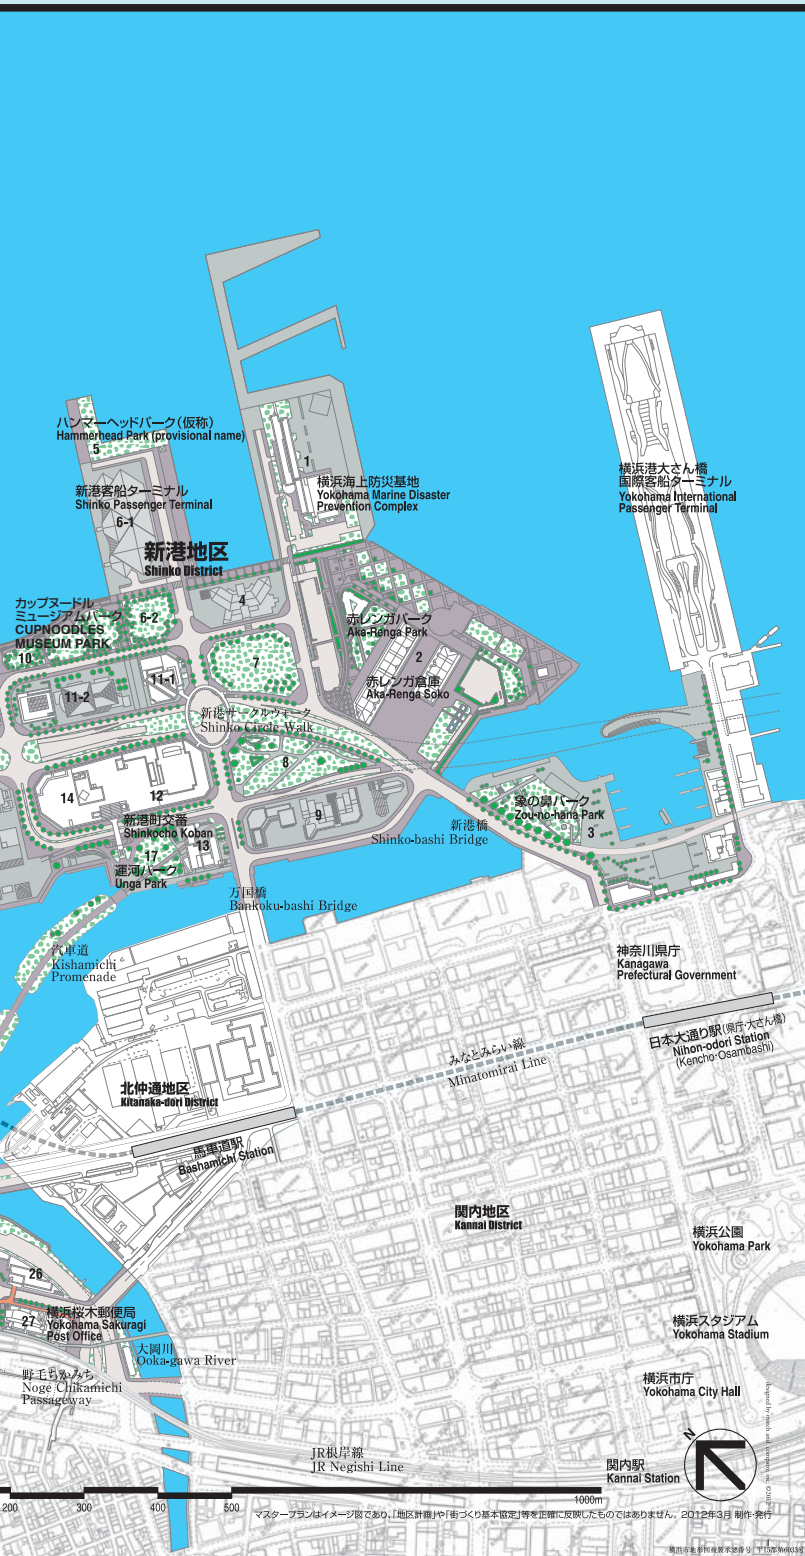 ハンマーヘッドパーク（仮称）
Hammerhead Park (provisional name)
5
1
横浜海上防災基地
Yokohama Marine Disaster
Prevention Complex
横浜港大さん橋
国際客船ターミナル
Yokohama International
Passenger Terminal
新港客船ターミナル
Shinko Passenger Terminal
6-1
新港地区
Shinko District
カップヌードル
ミュージアムパーク
CUPNOODLES
MUSEUM PARK
10
6-2
4
赤レンガパーク
Aka-Renga Park
2
7
11-1
11-2
赤レンガ倉庫
Aka-Renga Soko
新港サークルウォーク
Shinko Circle Walk
8
14
12
9
象の鼻パーク
Zou-no-hana Park
3
新港町交番
Shinkocho Koban
13
新港橋
Shinko-bashi Bridge
17
運河パーク
Unga Park
万国橋
Bankoku-bashi Bridge
汽車道
Kishamichi
Promenade
神奈川県庁
Kanagawa
Prefectural Government
日本大通り駅（県庁・大さん橋）
Nihon-odori Station
(Kencho·Osambashi)
みなとみらい線
Minatomirai Line
北仲通地区
Kitanaka-dori District
馬車道駅
Bashamichi Station
関内地区
Kannai District
横浜公園
Yokohama Park
26
27
横浜桜木郵便局
Yokohama Sakuragi
Post Office
横浜スタジアム
Yokohama Stadium
大岡川
Ooka-gawa River
野毛ちかみち
Noge Chikamichi
Passageway
横浜市庁
Yokohama City Hall
N
JR根岸線
JR Negishi Line
関内駅
Kannai Station
200
300
400
500
1000m
マスタープランはイメージ図であり、「地区計画」や「街づくり基本協定」等を正確に反映したものではありません。 2012年3月 制作・発行